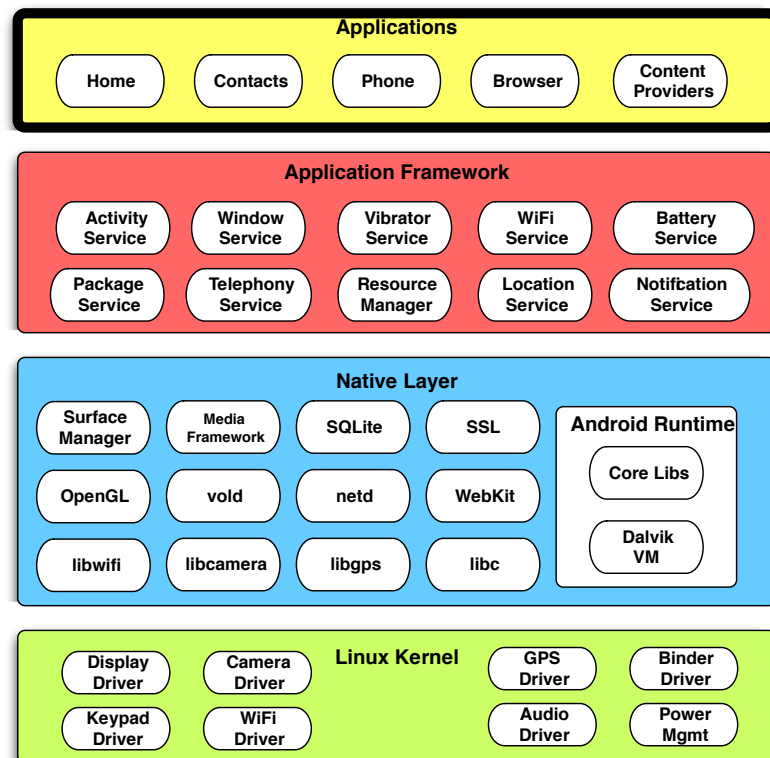 Applications
Home
Contacts
Phone
Browser
Content
Providers
Application Framework
Activity
Service
Window
Service
Vibrator
Service
WiFi
Service
Battery
Service
Package
Service
Telephony
Service
Resource
Manager
Location
Service
Notification
Service
Native Layer
Surface
Manager
Media
Framework
SQLite
SSL
OpenGL
vold
netd
WebKit
libwifi
libcamera
libgps
libc
Android Runtime
Core Libs
Dalvik
VM
Linux Kernel
Display
Driver
Camera
Driver
GPS
Driver
Binder
Driver
Keypad
Driver
WiFi
Driver
Audio
Driver
Power
Mgmt